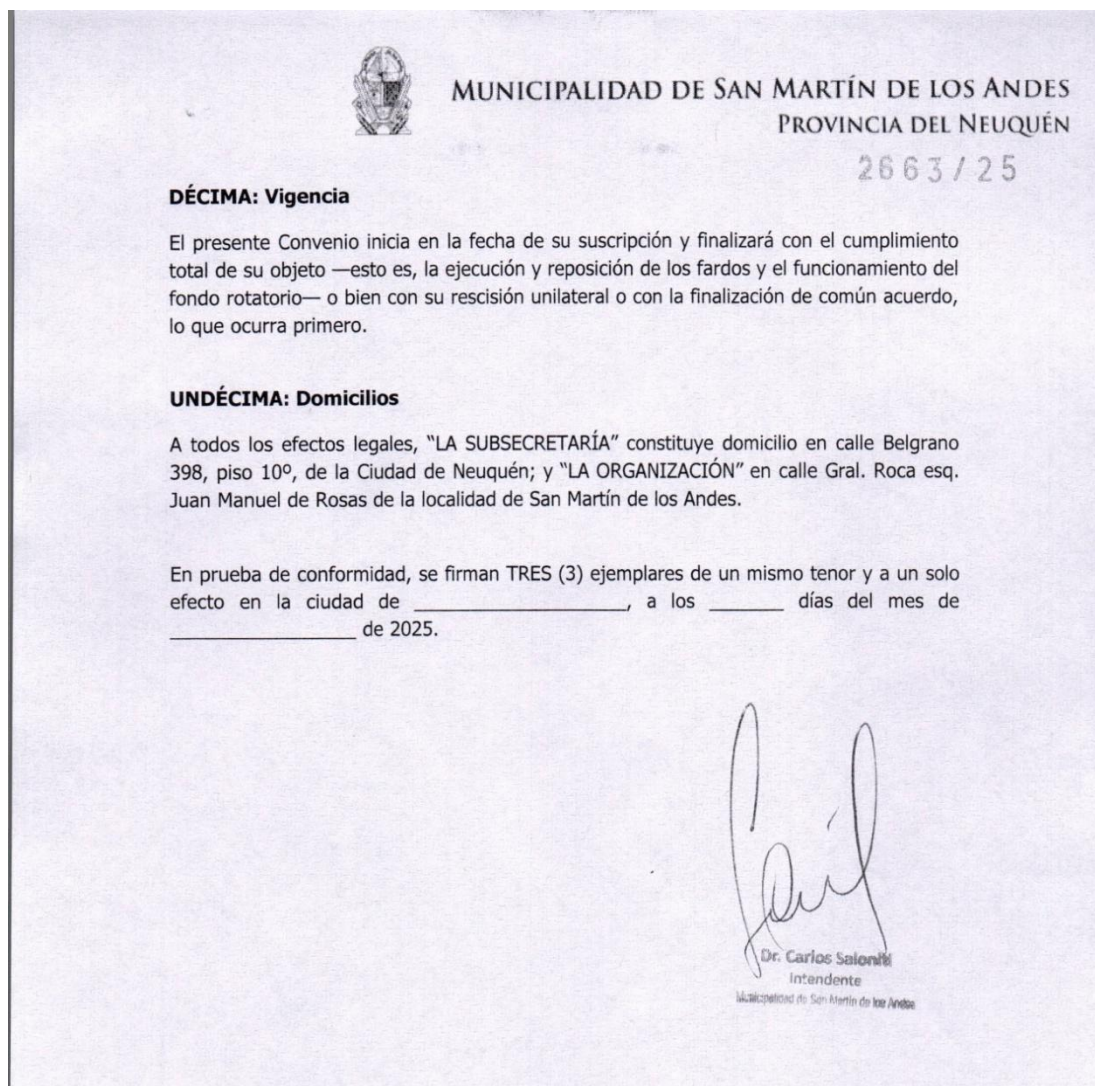 MUNICIPALIDAD DE SAN MARTÍN DE LOS ANDES
PROVINCIA DEL NEUQUÉN
2663/25
DÉCIMA: Vigencia
El presente Convenio inicia en la fecha de su suscripción y finalizará con el cumplimiento
total de su objeto —esto es, la ejecución y reposición de los fardos y el funcionamiento del
fondo rotatorio— o bien con su rescisión unilateral o con la finalización de común acuerdo,
lo que ocurra primero.
UNDÉCIMA: Domicilios
A todos los efectos legales, “LA SUBSECRETARÍA” constituye domicilio en calle Belgrano
398, piso 10º, de la Ciudad de Neuquén; y “LA ORGANIZACIÓN” en calle Gral. Roca esq.
Juan Manuel de Rosas de la localidad de San Martín de los Andes.
En prueba de conformidad, se firman TRES (3) ejemplares de un mismo tenor y a un solo
efecto en la ciudad de ____________________, a los _______ días del mes de
_________________ de 2025.
Dr. Carlos Saloniti
Intendente
Municipalidad de San Martín de los Andes